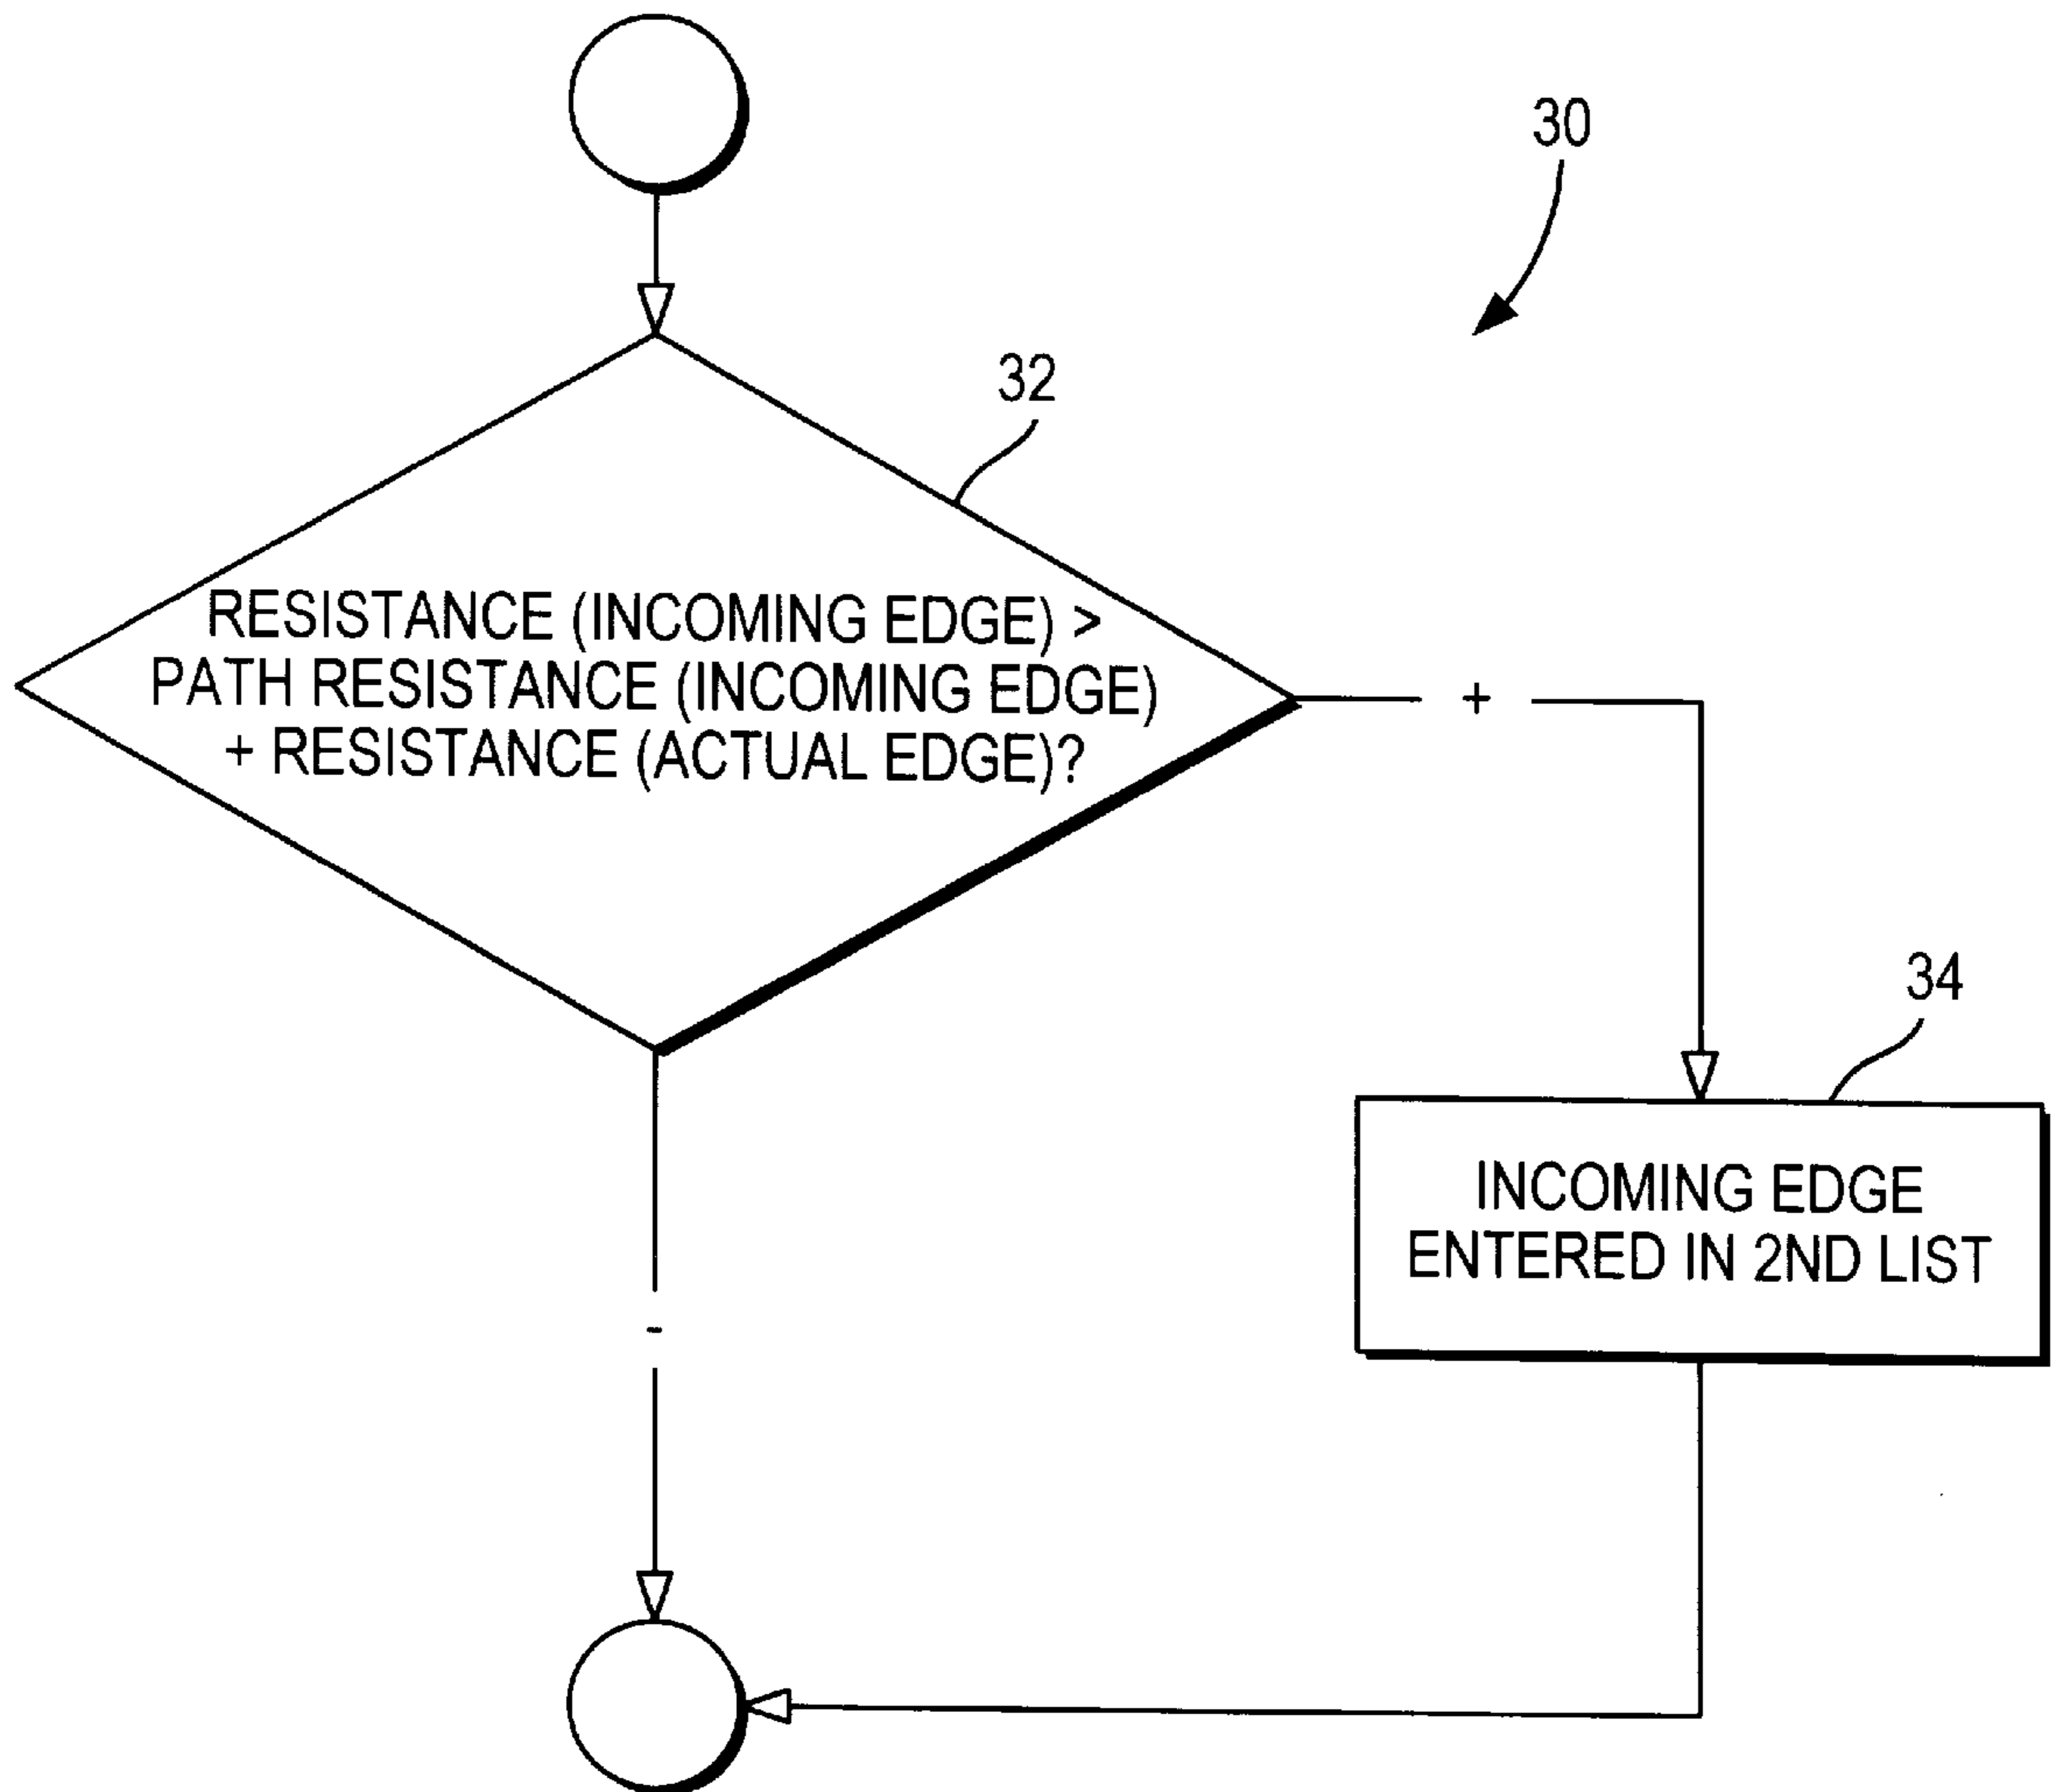 30
32
RESISTANCE (INCOMING EDGE) >
PATH RESISTANCE (INCOMING EDGE)
+ RESISTANCE (ACTUAL EDGE)?
+
34
INCOMING EDGE
ENTERED IN 2ND LIST
-